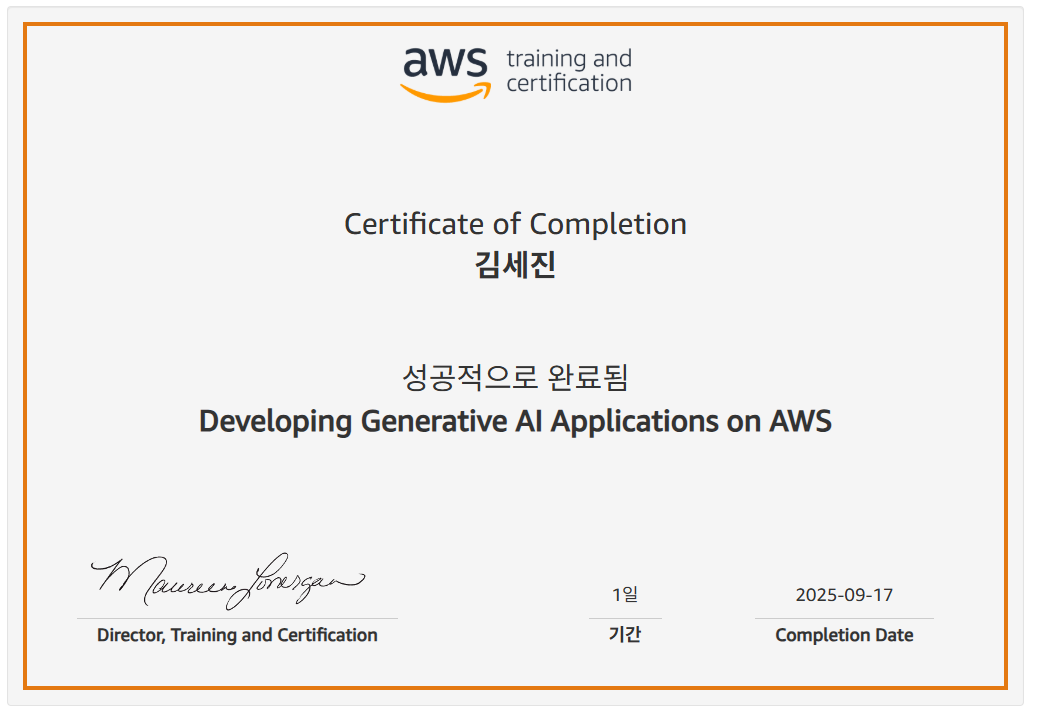 aws training and
certification
Certificate of Completion
김세진
성공적으로 완료됨
Developing Generative AI Applications on AWS
Maureen Lonergan
Director, Training and Certification
1일
기간
2025-09-17
Completion Date